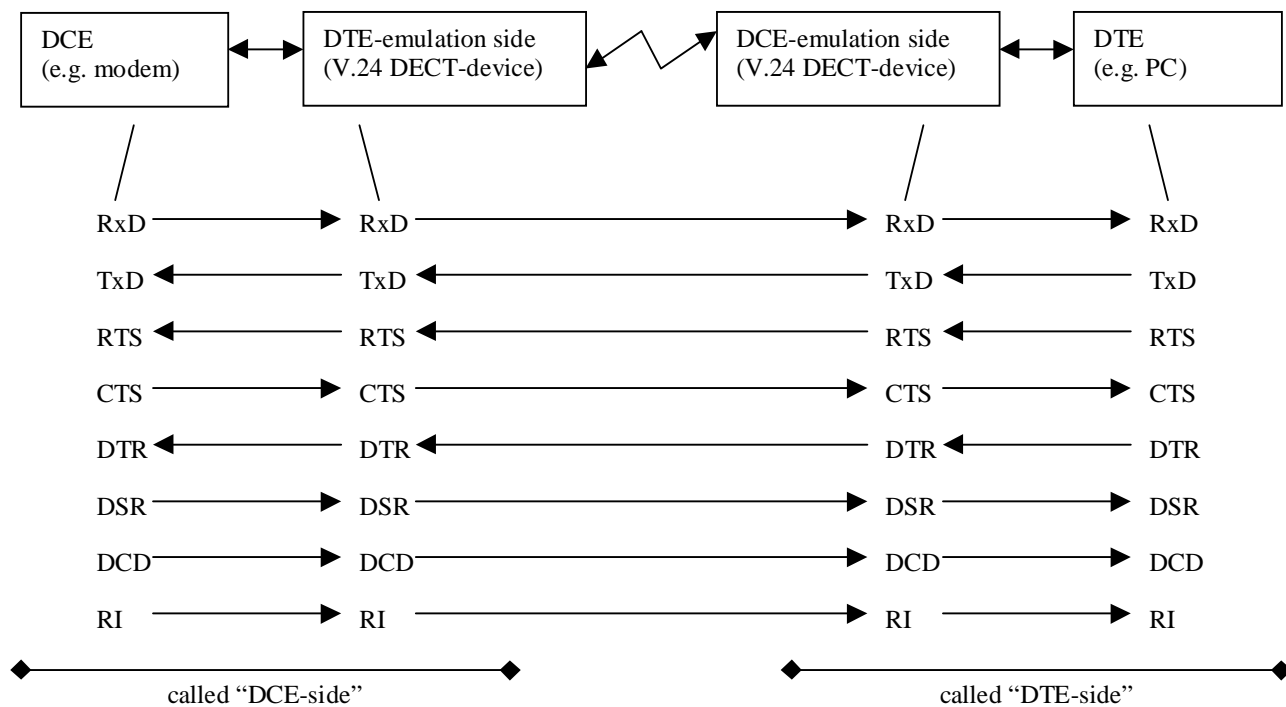 DCE
(e.g. modem)
DTE-emulation side
(V.24 DECT-device)
DCE-emulation side
(V.24 DECT-device)
DTE
(e.g. PC)
RxD RxD RxD RxD
TxD TxD TxD TxD
RTS RTS RTS RTS
CTS CTS CTS CTS
DTR DTR DTR DTR
DSR DSR DSR DSR
DCD DCD DCD DCD
RI RI RI RI
called “DCE-side” called “DTE-side”